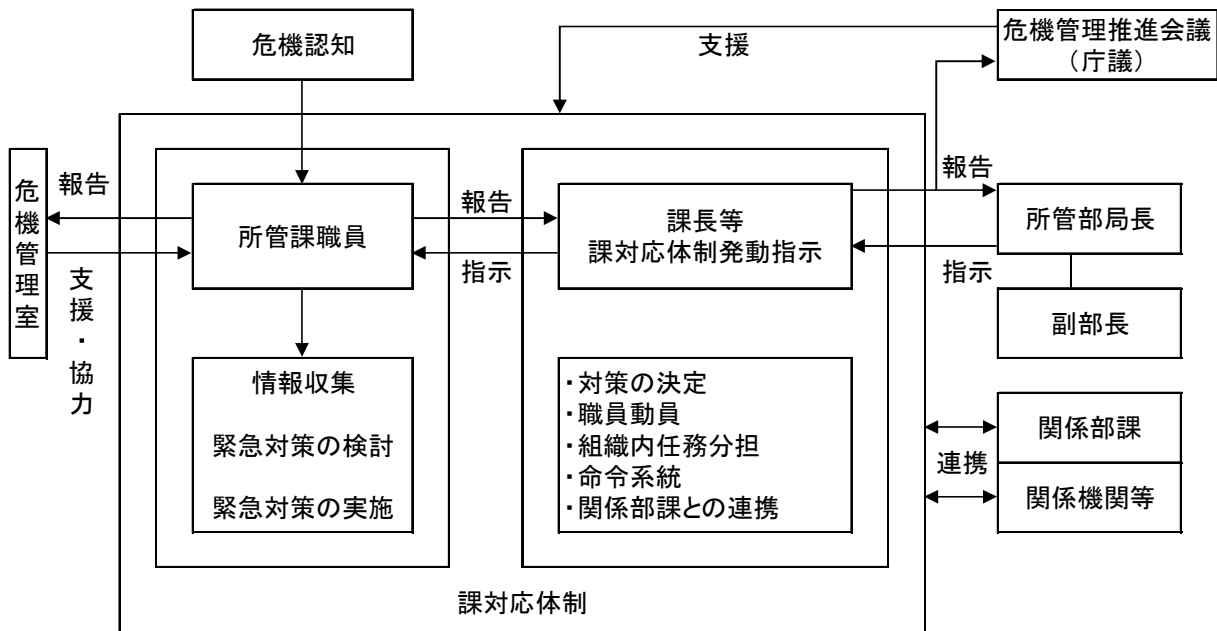 危機認知
支援
危機管理推進会議
（庁議）
危機管理室
報告
支援・協力
所管課職員
報告
指示
課長等
課対応体制発動指示
報告
指示
所管部局長
副部長
情報収集
緊急対策の検討
緊急対策の実施
・対策の決定
・職員動員
・組織内任務分担
・命令系統
・関係部課との連携
関係部課
連携
関係機関等
課対応体制